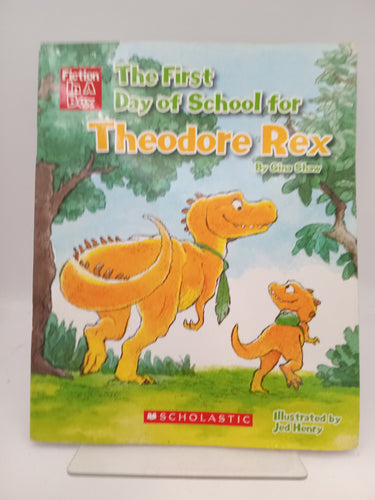 Fiction
In A
Box
The First
Day of School for
Theodore Rex
By Gina Shaw
SCHOLASTIC
Illustrated by
Jed Henry